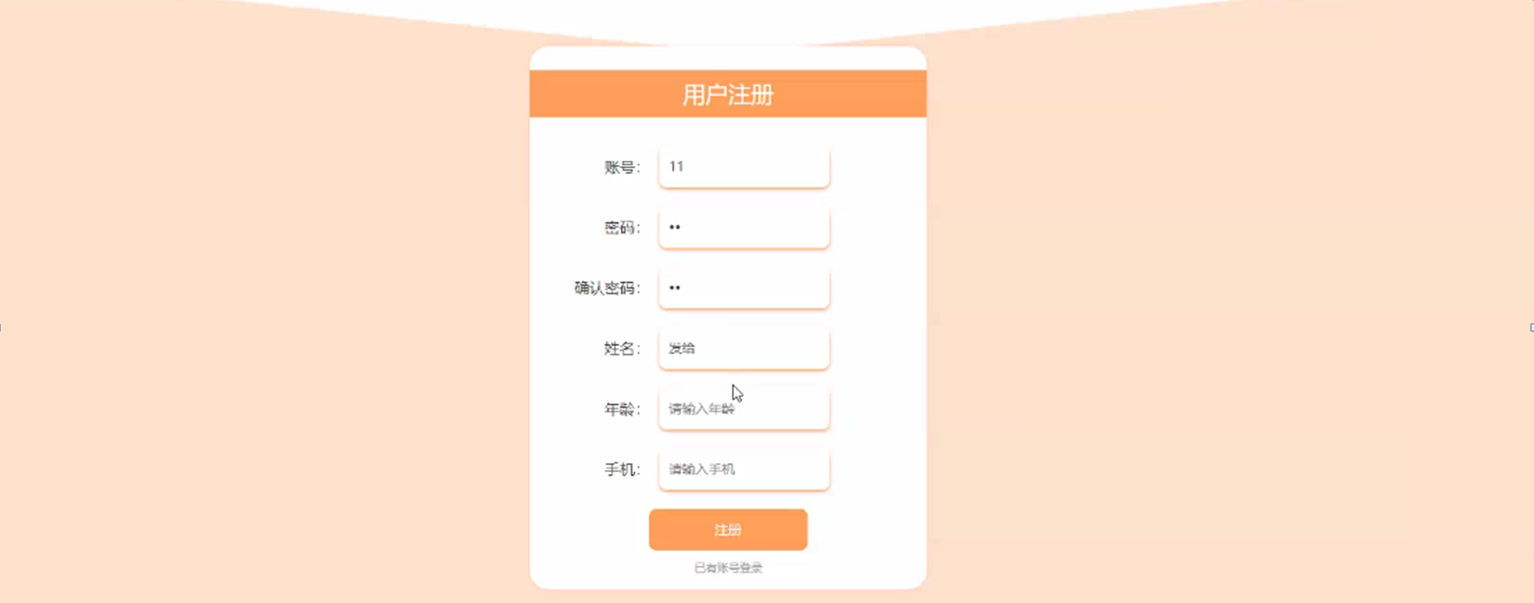 用户注册
账号： 11
密码： ••
确认密码： ••
姓名： 发给
年龄： 请输入年龄
手机： 请输入手机
注册
已有账号登录